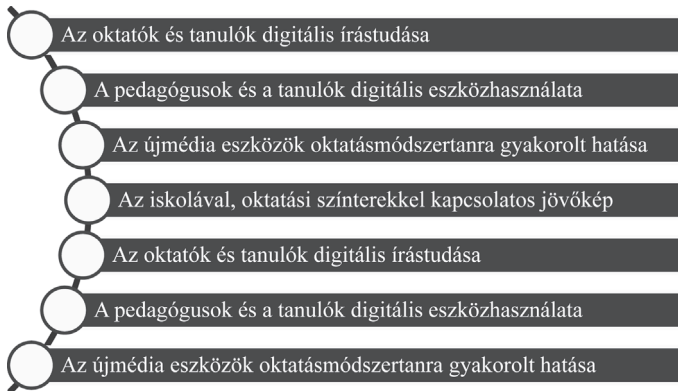 Az oktatók és tanulók digitális írástudása
A pedagógusok és a tanulók digitális eszközhasználata
Az újmédia eszközök oktatásmódszertanra gyakorolt hatása
Az iskolával, oktatási színterekkel kapcsolatos jövőkép
Az oktatók és tanulók digitális írástudása
A pedagógusok és a tanulók digitális eszközhasználata
Az újmédia eszközök oktatásmódszertanra gyakorolt hatása